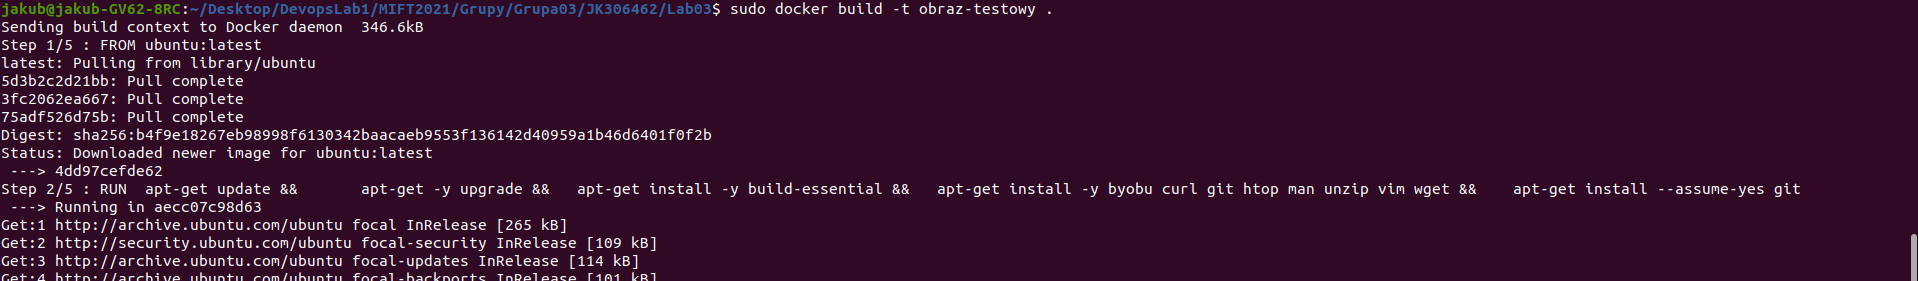 jakub@jakub-GV62-8RC:~/Desktop/DevopsLab1/MIFT2021/Grupy/Grupa03/JK306462/Lab03$ sudo docker build -t obraz-testowy .
Sending build context to Docker daemon  346.6kB
Step 1/5 : FROM ubuntu:latest
latest: Pulling from library/ubuntu
5d3b2c2d21bb: Pull complete
3fc2062ea667: Pull complete
75adf526d75b: Pull complete
Digest: sha256:b4f9e18267eb98998f6130342baacaeb9553f136142d40959a1b46d6401f0f2b
Status: Downloaded newer image for ubuntu:latest
 ---> 4dd97cefde62
Step 2/5 : RUN  apt-get update &&       apt-get -y upgrade &&   apt-get install -y build-essential &&   apt-get install -y byobu curl git htop man unzip vim wget &&    apt-get install --assume-yes git
 ---> Running in aecc07c98d63
Get:1 http://archive.ubuntu.com/ubuntu focal InRelease [265 kB]
Get:2 http://security.ubuntu.com/ubuntu focal-security InRelease [109 kB]
Get:3 http://archive.ubuntu.com/ubuntu focal-updates InRelease [114 kB]
Get:4 http://archive.ubuntu.com/ubuntu focal-backports InRelease [101 kB]